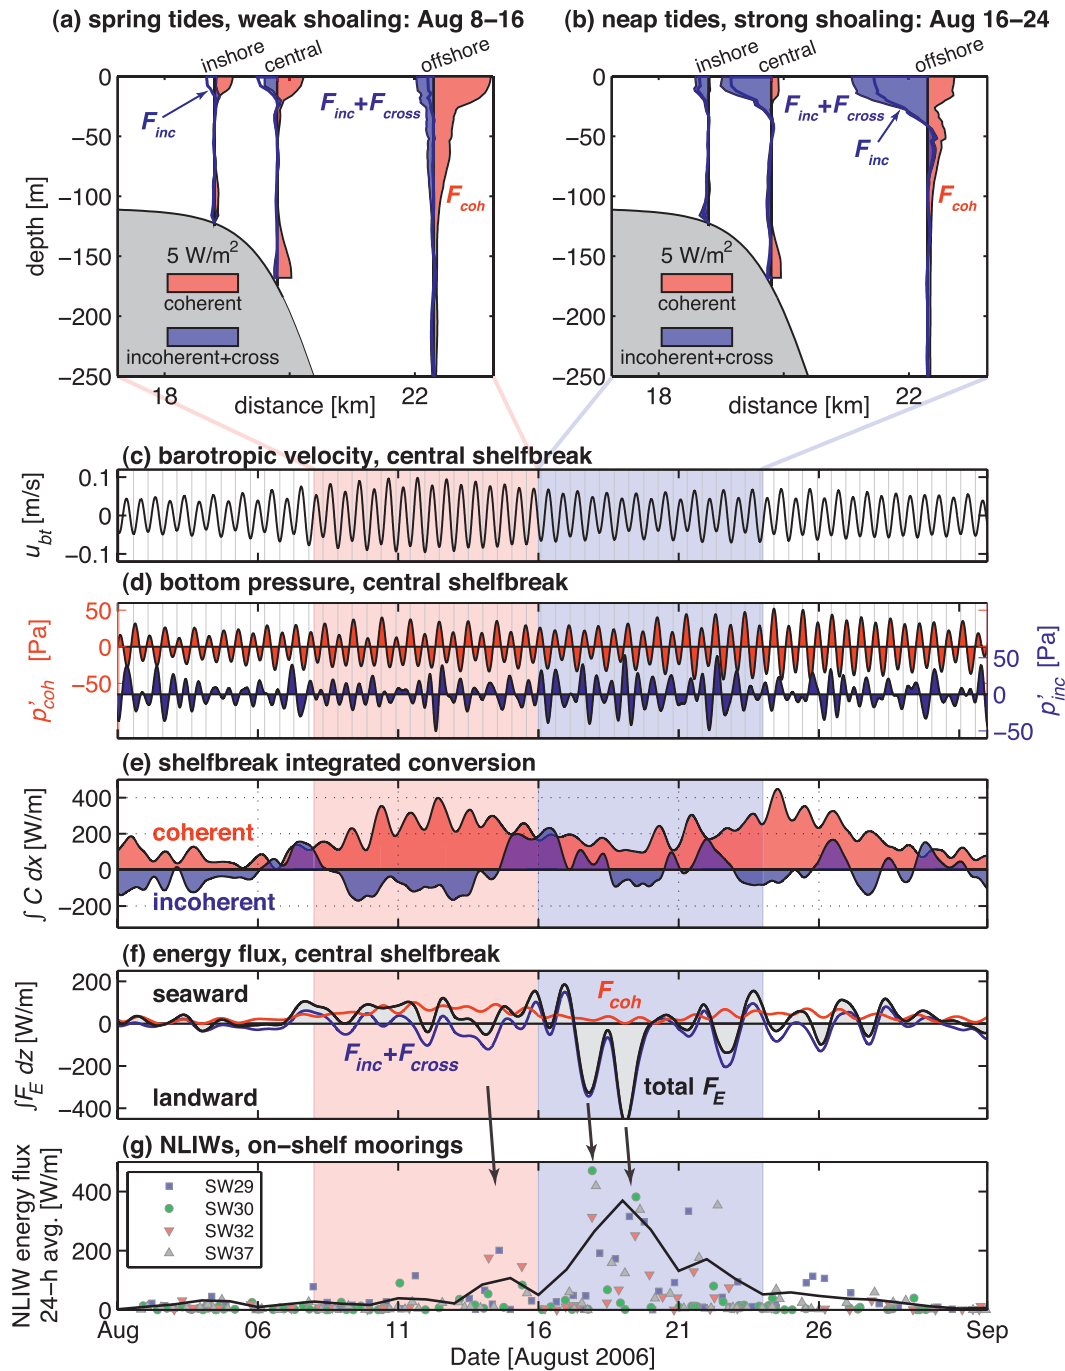 (a) spring tides, weak shoaling: Aug 8−16
(b) neap tides, strong shoaling: Aug 16−24
inshore central offshore
inshore central offshore
0
−50
−100
−150
−200
−250
depth [m]
F_inc
F_inc+F_cross
F_coh
5 W/m²
coherent
incoherent+cross
18 22
distance [km]
0
−50
−100
−150
−200
−250
F_inc+F_cross
F_inc
F_coh
5 W/m²
coherent
incoherent+cross
18 22
distance [km]
(c) barotropic velocity, central shelfbreak
u_bt [m/s]
0.1
0
−0.1
(d) bottom pressure, central shelfbreak
p'_coh [Pa]
50
0
−50
50
0
−50
p'_inc [Pa]
(e) shelfbreak integrated conversion
∫ C dx [W/m]
400
200
0
−200
coherent
incoherent
(f) energy flux, central shelfbreak
∫F_E dz [W/m]
200
0
−200
−400
seaward
landward
F_coh
F_inc+F_cross
total F_E
(g) NLIWs, on−shelf moorings
NLIW energy flux
24−h avg. [W/m]
400
200
0
SW29
SW30
SW32
SW37
Aug 06 11 16 21 26 Sep
Date [August 2006]